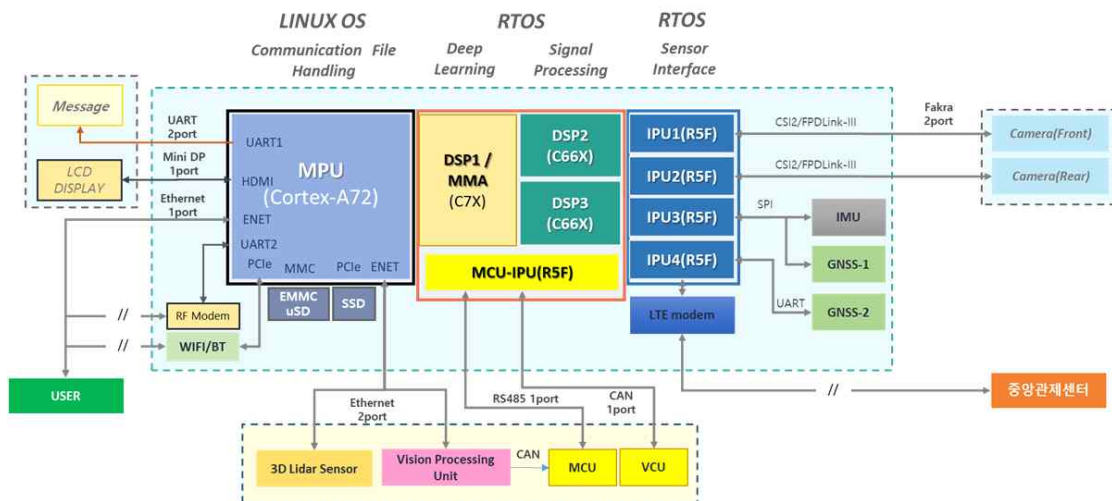 LINUX OS
RTOS
RTOS
Communication File
Handling
Deep
Learning
Signal
Processing
Sensor
Interface
Message
LCD
DISPLAY
UART
2port
Mini DP
1port
Ethernet
1port
UART1
HDMI
ENET
UART2
PCIe
MMC
PCIe
ENET
MPU
(Cortex-A72)
EMMC
uSD
SSD
DSP1 /
MMA
(C7X)
DSP2
(C66X)
DSP3
(C66X)
MCU-IPU(R5F)
IPU1(R5F)
IPU2(R5F)
IPU3(R5F)
IPU4(R5F)
LTE modem
CSI2/FPDLink-III
CSI2/FPDLink-III
Fakra
2port
Camera(Front)
Camera(Rear)
SPI
IMU
GNSS-1
UART
GNSS-2
//
RF Modem
//
WIFI/BT
USER
//
중앙관제센터
Ethernet
2port
RS485 1port
CAN
1port
3D Lidar Sensor
Vision Processing
Unit
CAN
MCU
VCU